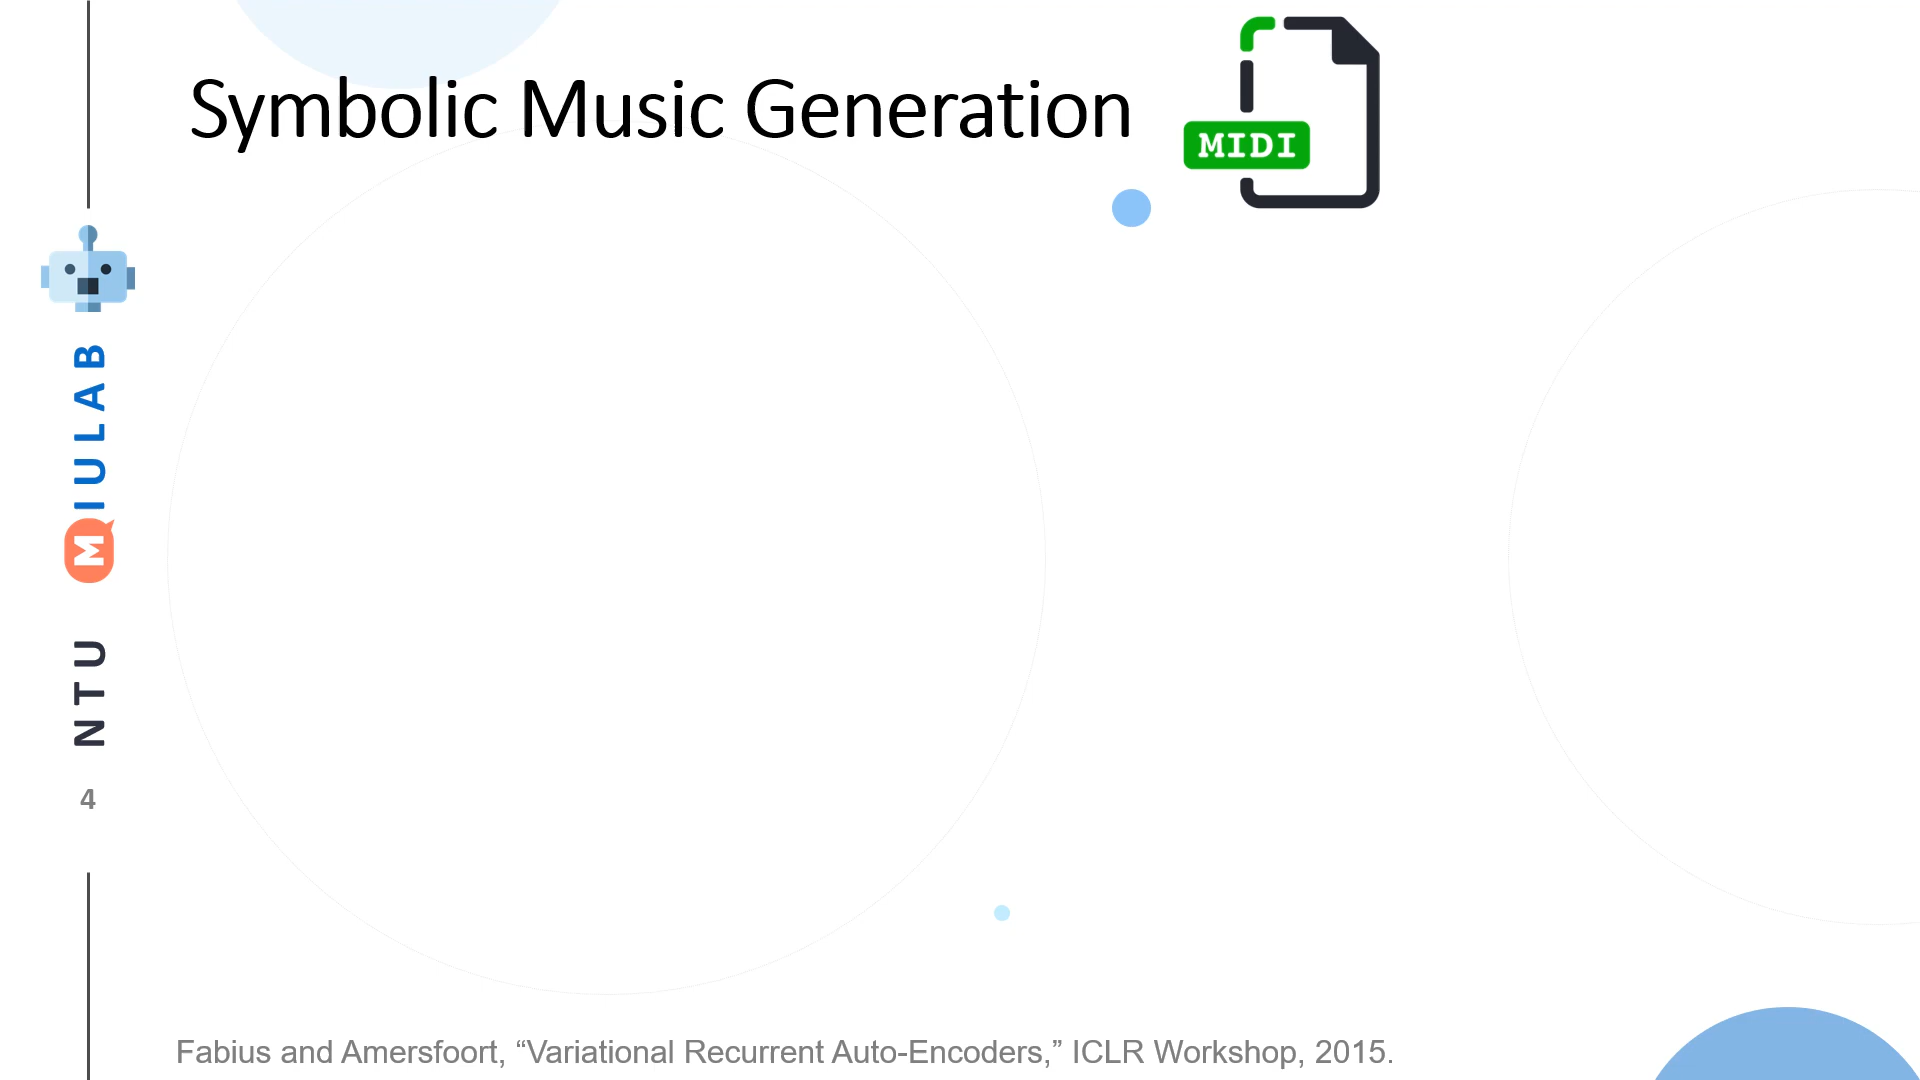 Symbolic Music Generation
MIDI
NTU MIULAB
4
Fabius and Amersfoort, “Variational Recurrent Auto-Encoders,” ICLR Workshop, 2015.